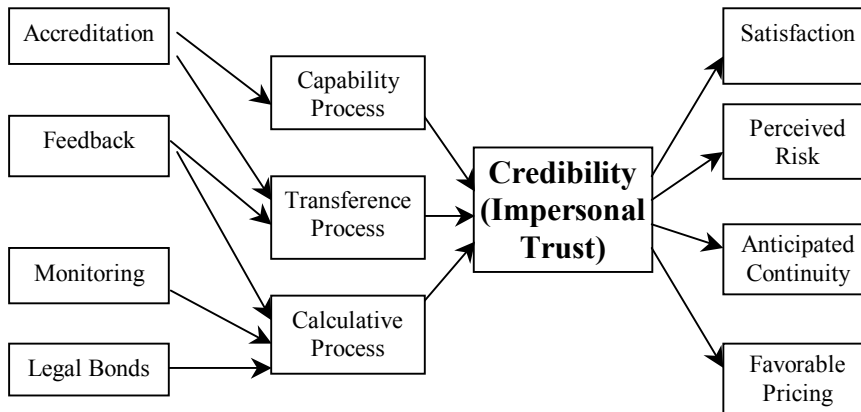 Accreditation
Feedback
Monitoring
Legal Bonds
Capability
Process
Transference
Process
Calculative
Process
Credibility
(Impersonal
Trust)
Satisfaction
Perceived
Risk
Anticipated
Continuity
Favorable
Pricing